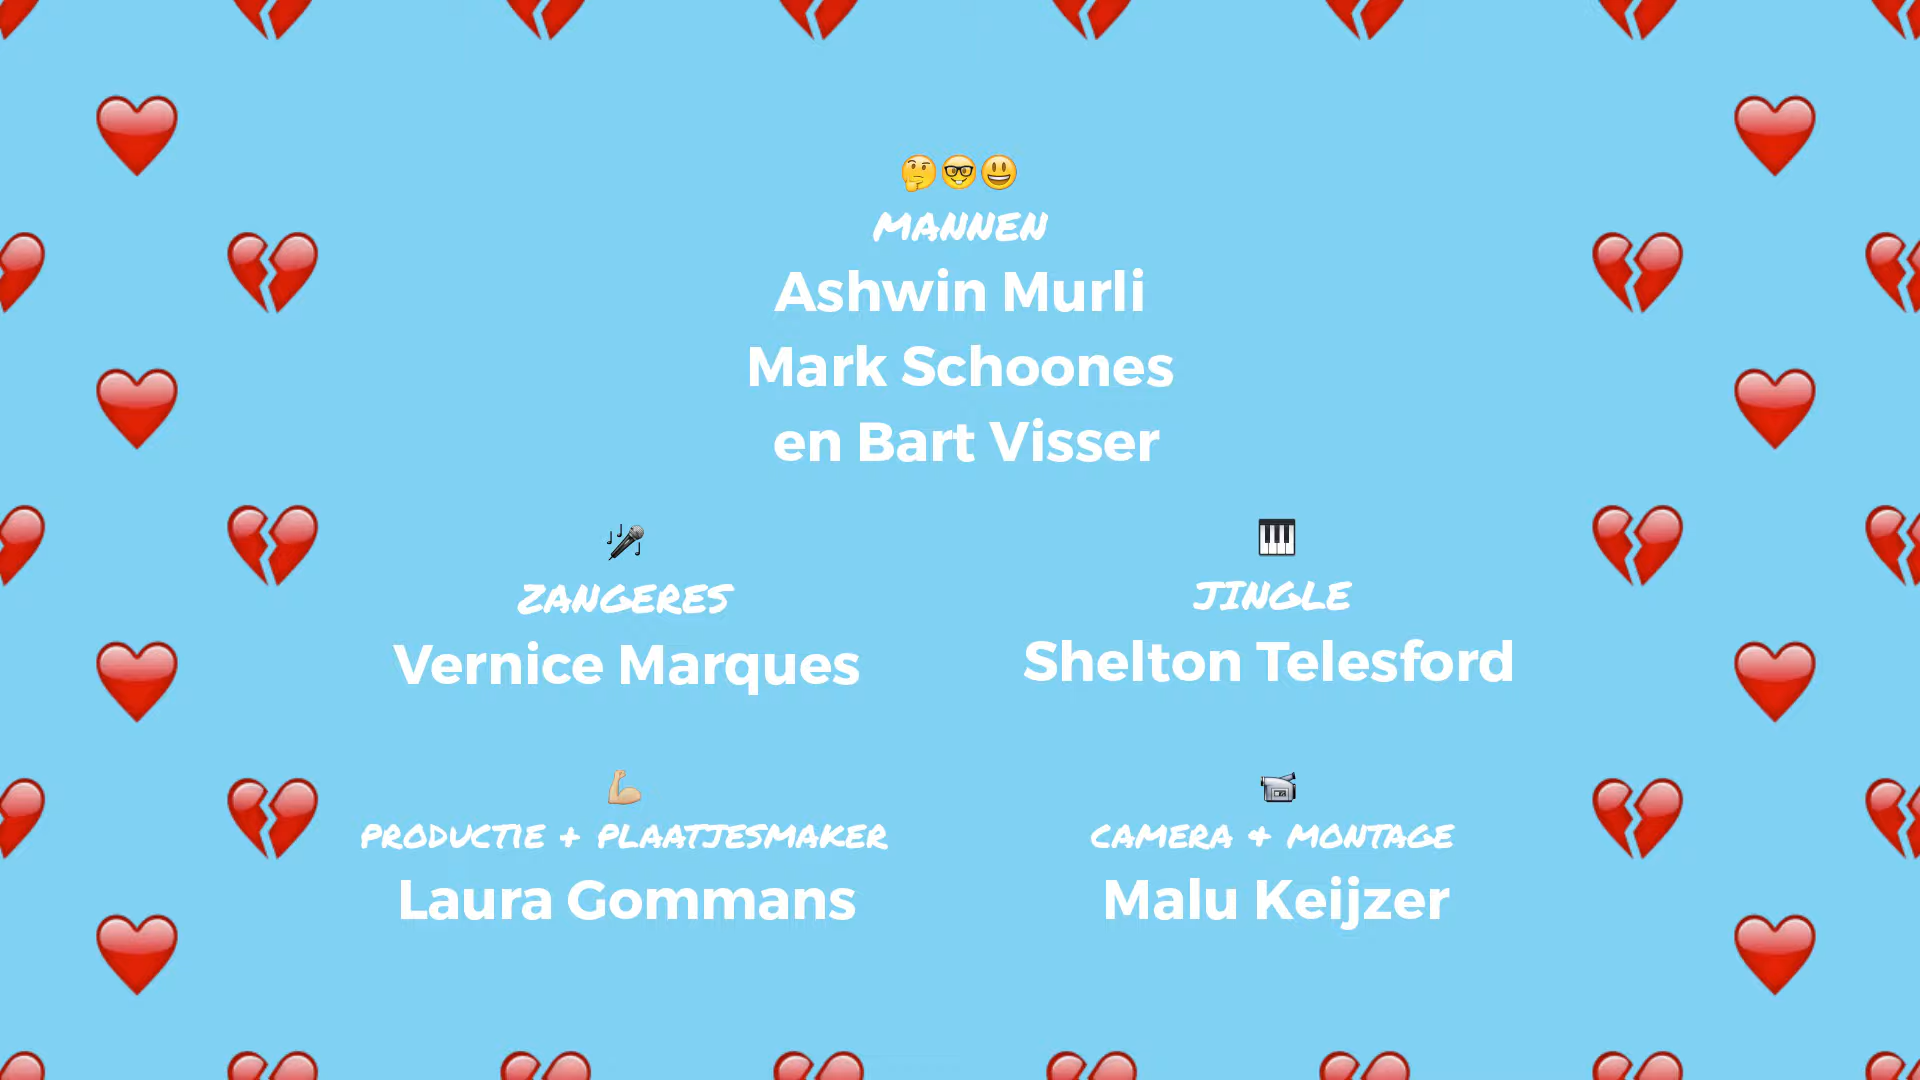 MANNEN
Ashwin Murli
Mark Schoones
en Bart Visser
ZANGERES
Vernice Marques
JINGLE
Shelton Telesford
PRODUCTIE + PLAATJESMAKER
Laura Gommans
CAMERA + MONTAGE
Malu Keijzer